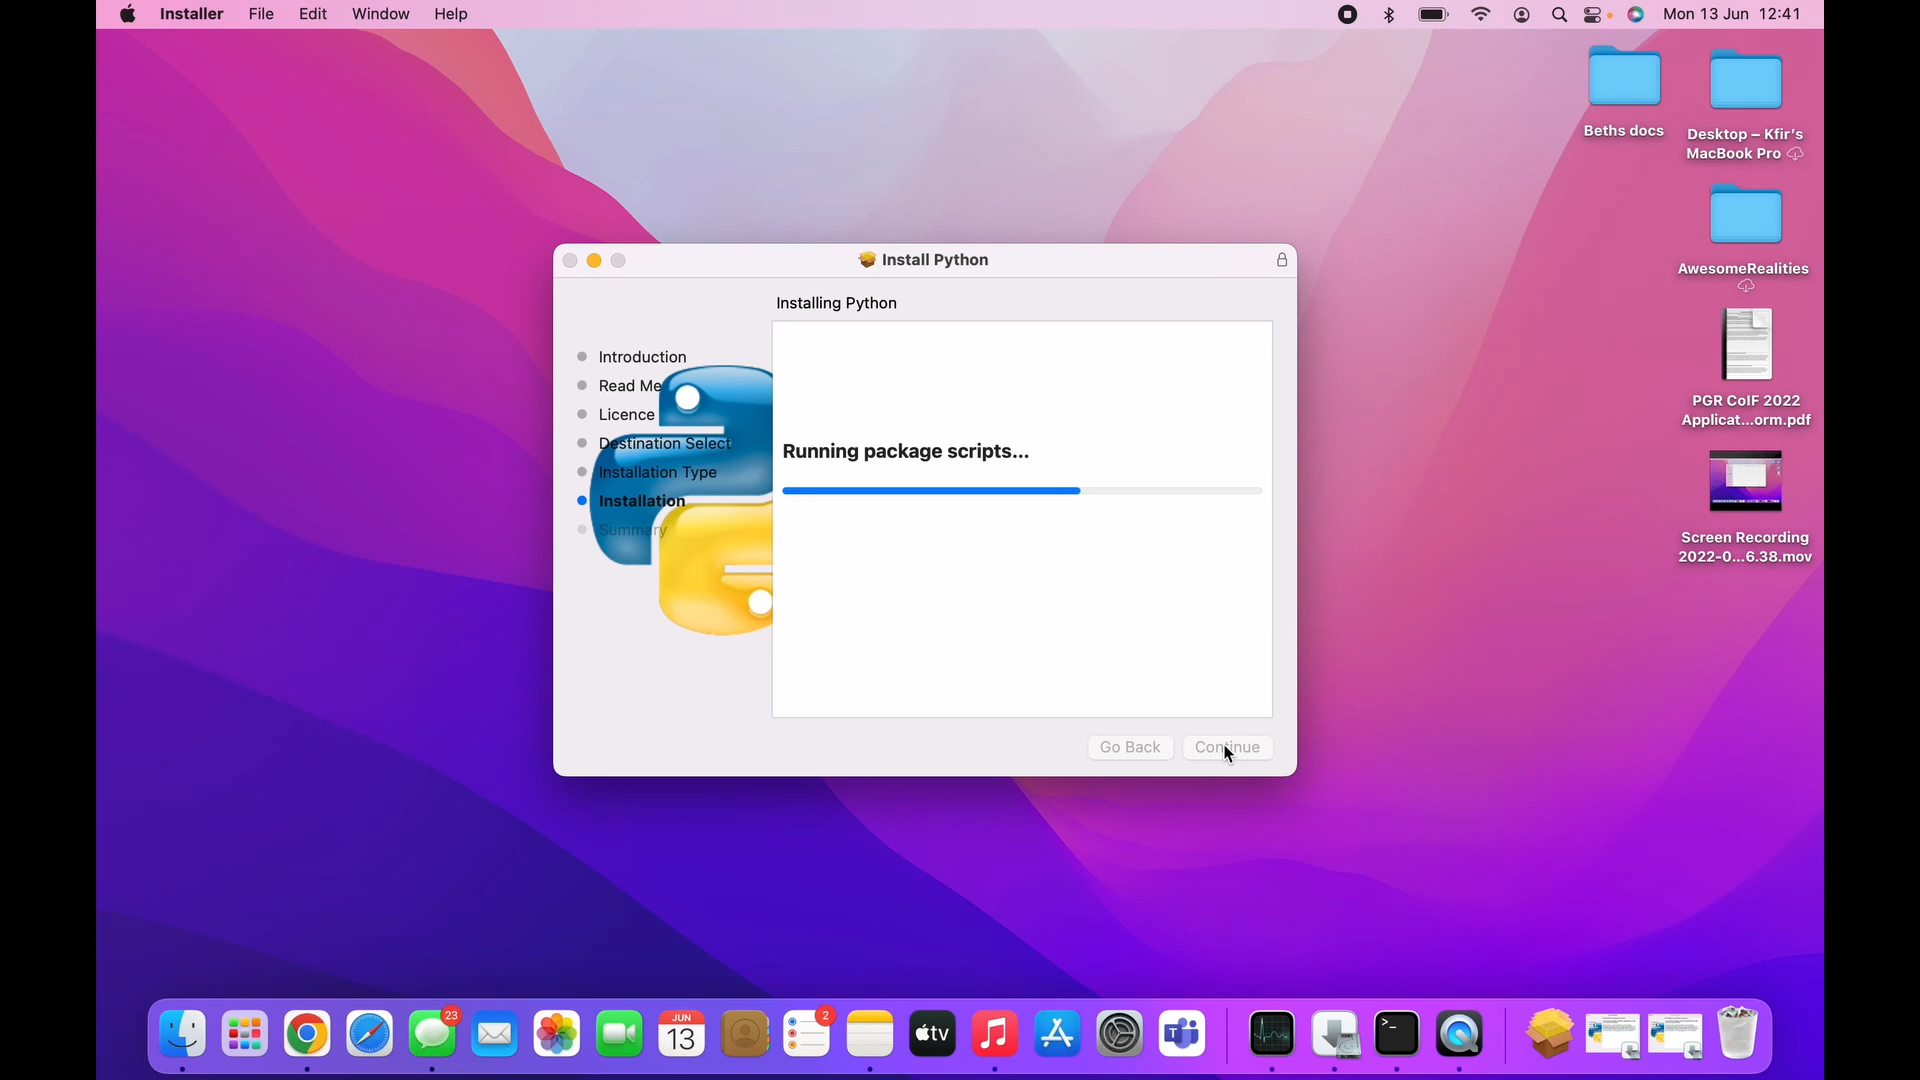 Installer File Edit Window Help
Mon 13 Jun 12:41
Beths docs
Desktop – Kfir's
MacBook Pro
AwesomeRealities
PGR CoIF 2022
Applicat...orm.pdf
Screen Recording
2022-0...6.38.mov
Install Python
Installing Python
Introduction
Read Me
Licence
Destination Select
Installation Type
Installation
Summary
Running package scripts...
Go Back Continue
23
JUN
13
2
tv
T
>_